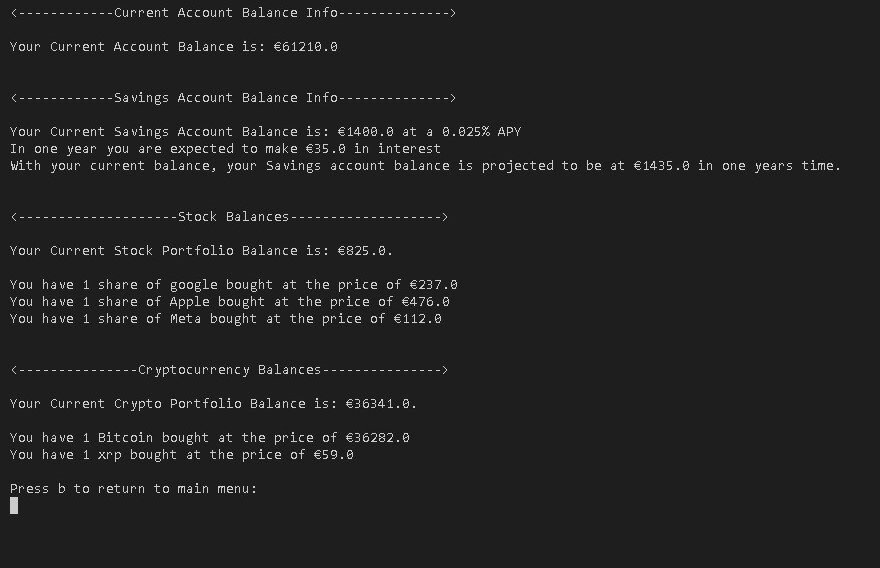 <------------Current Account Balance Info-------------->
Your Current Account Balance is: €61210.0
<------------Savings Account Balance Info-------------->
Your Current Savings Account Balance is: €1400.0 at a 0.025% APY
In one year you are expected to make €35.0 in interest
With your current balance, your Savings account balance is projected to be at €1435.0 in one years time.
<--------------------Stock Balances------------------->
Your Current Stock Portfolio Balance is: €825.0.
You have 1 share of google bought at the price of €237.0
You have 1 share of Apple bought at the price of €476.0
You have 1 share of Meta bought at the price of €112.0
<---------------Cryptocurrency Balances--------------->
Your Current Crypto Portfolio Balance is: €36341.0.
You have 1 Bitcoin bought at the price of €36282.0
You have 1 xrp bought at the price of €59.0
Press b to return to main menu: